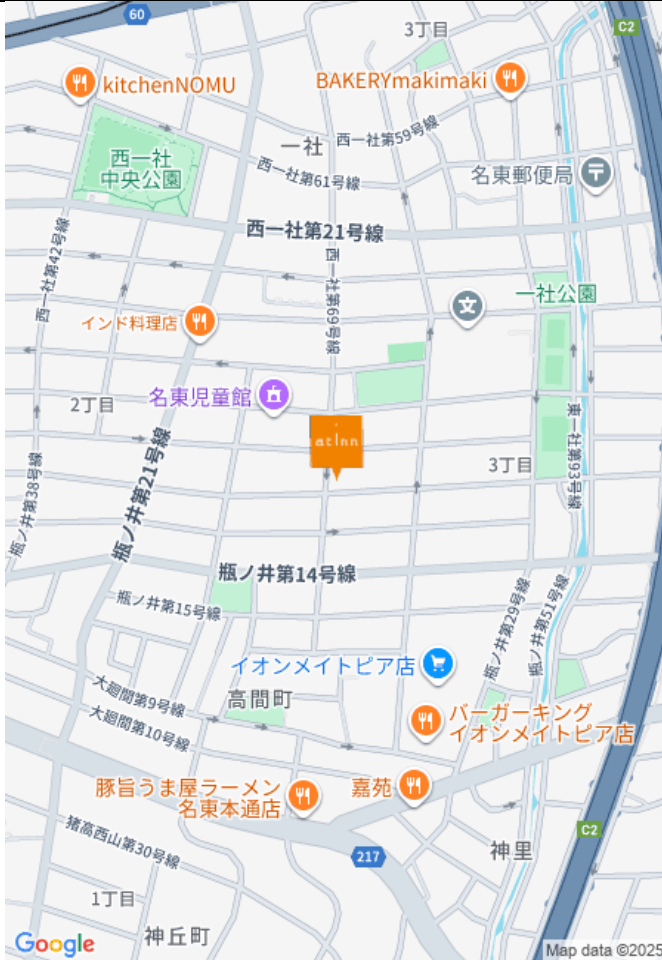 60
3丁目
C2
kitchenNOMU
BAKERYmakimaki
西一社第59号線
一社
西一社
中央公園
西一社第61号線
名東郵便局
西一社第21号線
西一社第42号線
西一社第69号線
一社公園
文
インド料理店
名東児童館
2丁目
東一社第93号線
atInn
瓶ノ井第21号線
3丁目
瓶ノ井第38号線
瓶ノ井第14号線
瓶ノ井第15号線
瓶ノ井第29号線
瓶ノ井第51号線
イオンメイトピア店
大廻間第9号線
高間町
大廻間第10号線
バーガーキング
イオンメイトピア店
豚旨うま屋ラーメン
名東本通店
嘉苑
猪高西山第30号線
C2
217
神里
1丁目
神丘町
Google
Map data ©2025